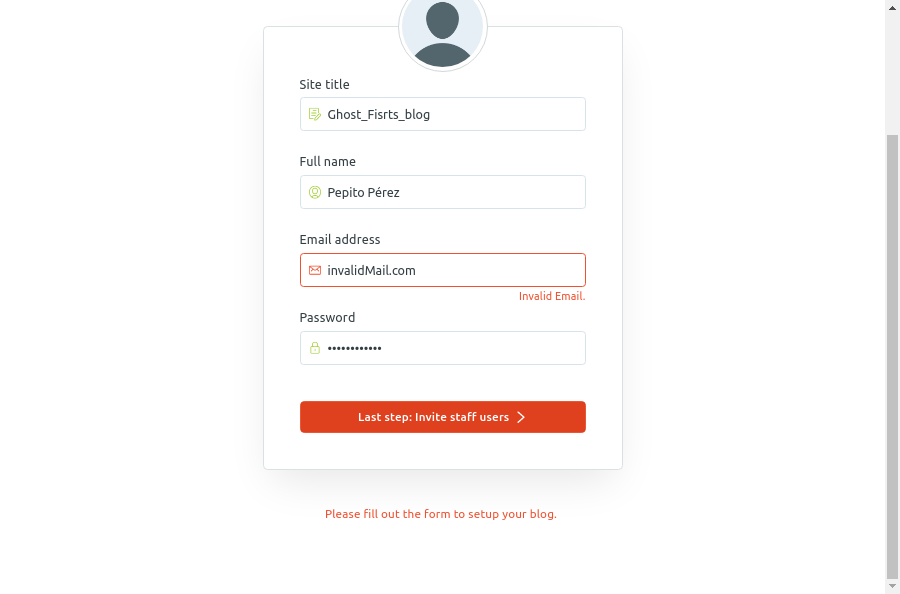 Site title
Ghost_Fisrts_blog
Full name
Pepito Pérez
Email address
invalidMail.com
Invalid Email.
Password
••••••••••••
Last step: Invite staff users
Please fill out the form to setup your blog.